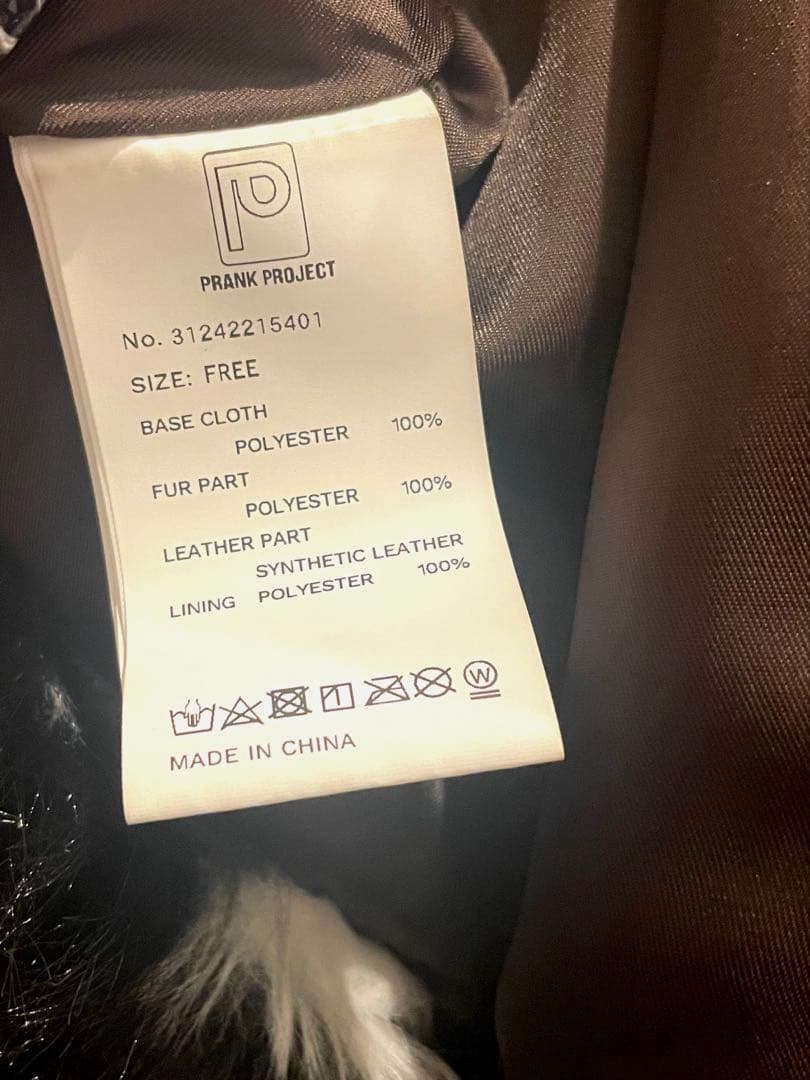 P
PRANK PROJECT
No. 31242215401
SIZE: FREE
BASE CLOTH
POLYESTER 100%
FUR PART
POLYESTER 100%
LEATHER PART
SYNTHETIC LEATHER
LINING POLYESTER 100%
W
MADE IN CHINA